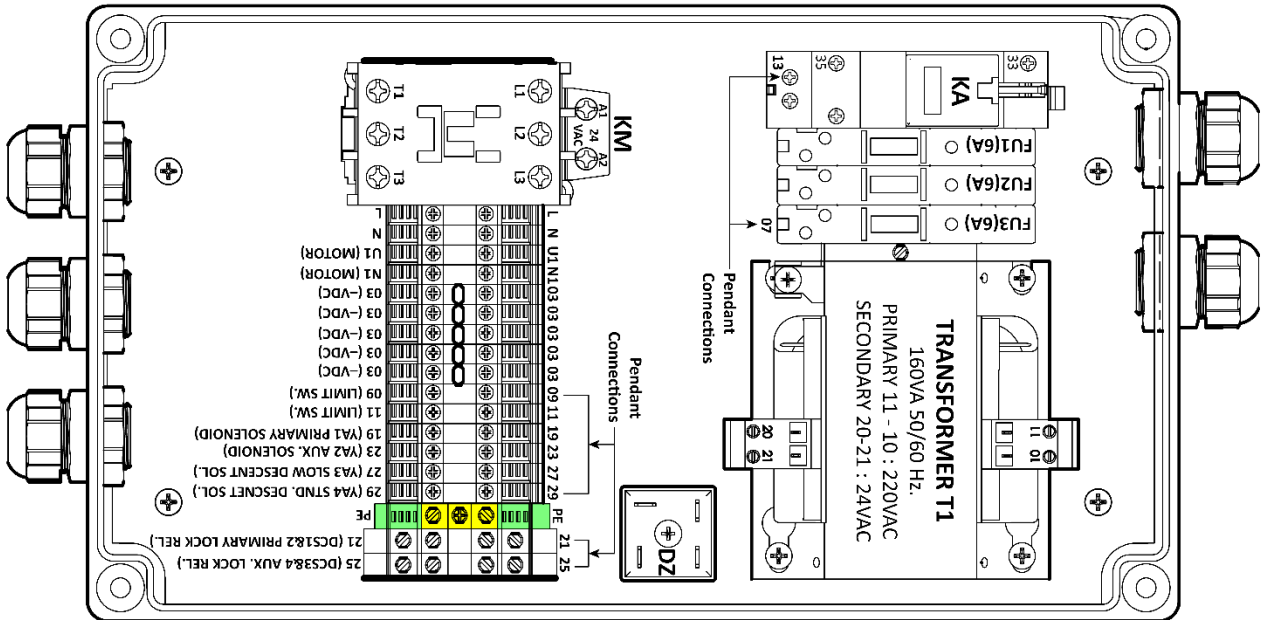 T1
T2
T3
L1
L2
L3
A1
24
VAC
A2
KM
L
L
N
N
U1 (MOTOR)
U1
N1 (MOTOR)
N1
03 (-VDC)
03
03 (-VDC)
03
03 (-VDC)
03
03 (-VDC)
03
03 (-VDC)
03
09 (LIMIT SW.)
09
11 (LIMIT SW.)
11
19 (YA1 PRIMARY SOLENOID)
19
23 (YA2 AUX. SOLENOID)
23
27 (YA3 SLOW DESCENT SOL.
27
29 (YA4 STND. DESCNET SOL.
29
PE
PE
21 (DCS1&2 PRIMARY LOCK REL.)
21
25 (DCS3&4 AUX. LOCK REL.)
25
Pendant
Connections
DZ
13
35
KA
33
FU1(6A)
FU2(6A)
FU3(6A)
07
Pendant
Connections
TRANSFORMER T1
160VA 50/60 Hz.
PRIMARY 11 - 10 : 220VAC
SECONDARY 20-21 : 24VAC
20
21
11
10